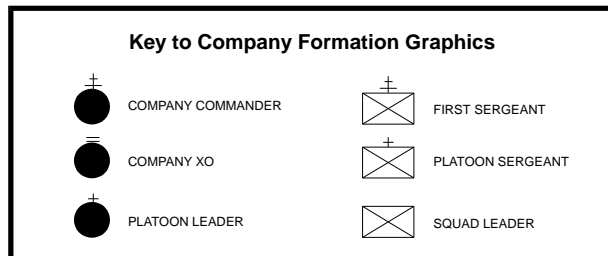 Key to Company Formation Graphics
COMPANY COMMANDER
FIRST SERGEANT
COMPANY XO
PLATOON SERGEANT
PLATOON LEADER
SQUAD LEADER